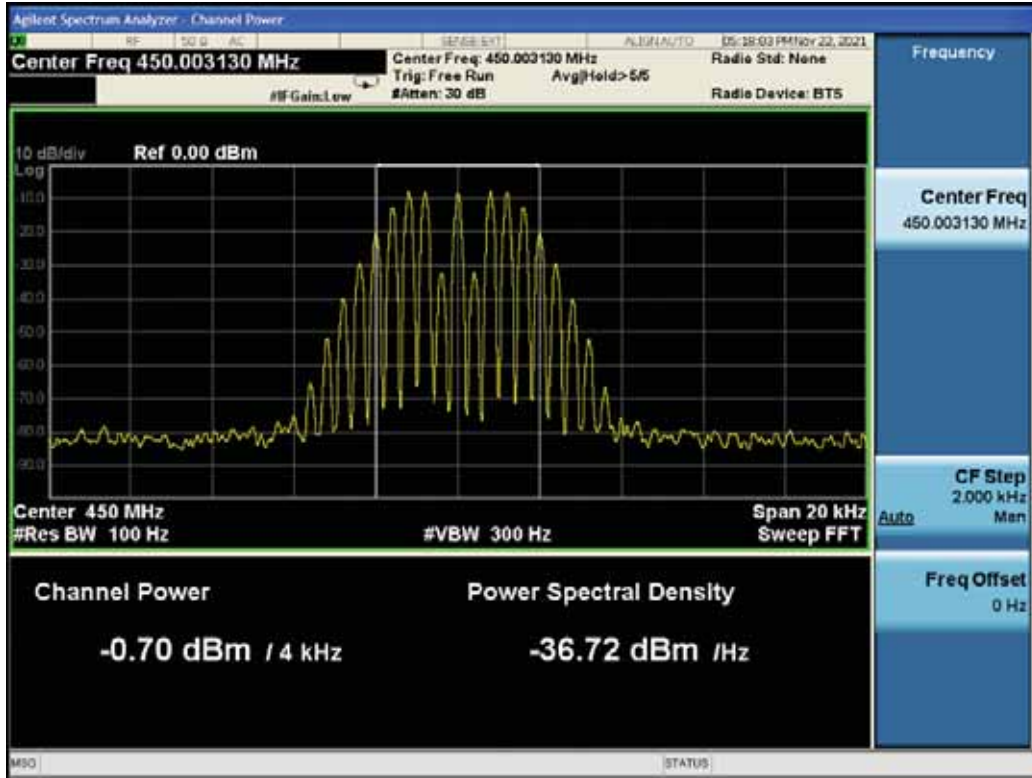 Agilent Spectrum Analyzer - Channel Power
RF 50 Ω AC SENSE:EXT ALIGNAUTO 05:18:03 PM Nov 22, 2021
Center Freq 450.003130 MHz
Center Freq: 450.003130 MHz
Radio Std: None
Trig: Free Run
Avg|Hold>5/5
#IFGain:Low
#Atten: 30 dB
Radio Device: BTS
10 dB/div
Ref 0.00 dBm
Log
-10.0
-20.0
-30.0
-40.0
-50.0
-60.0
-70.0
-80.0
-90.0
Center 450 MHz
Span 20 kHz
#Res BW 100 Hz
#VBW 300 Hz
Sweep FFT
Channel Power
Power Spectral Density
-0.70 dBm / 4 kHz
-36.72 dBm /Hz
MSG
STATUS
Frequency
Center Freq
450.003130 MHz
CF Step
2.000 kHz
Auto Man
Freq Offset
0 Hz